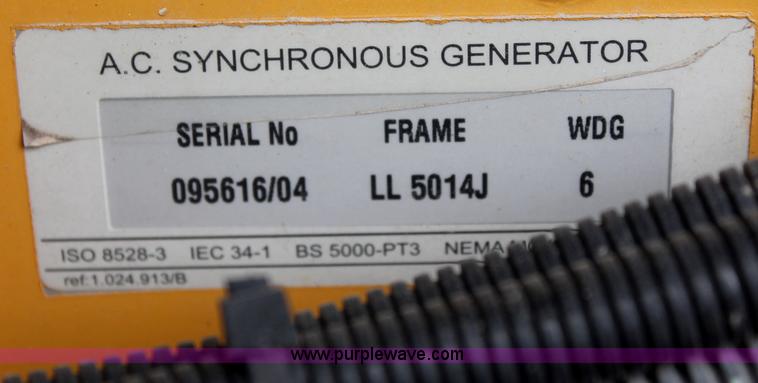 A.C. SYNCHRONOUS GENERATOR
SERIAL No FRAME WDG
095616/04 LL 5014J 6
ISO 8528-3 IEC 34-1 BS 5000-PT3 NEMA
ref: 1.024.913/B
www.purplewave.com